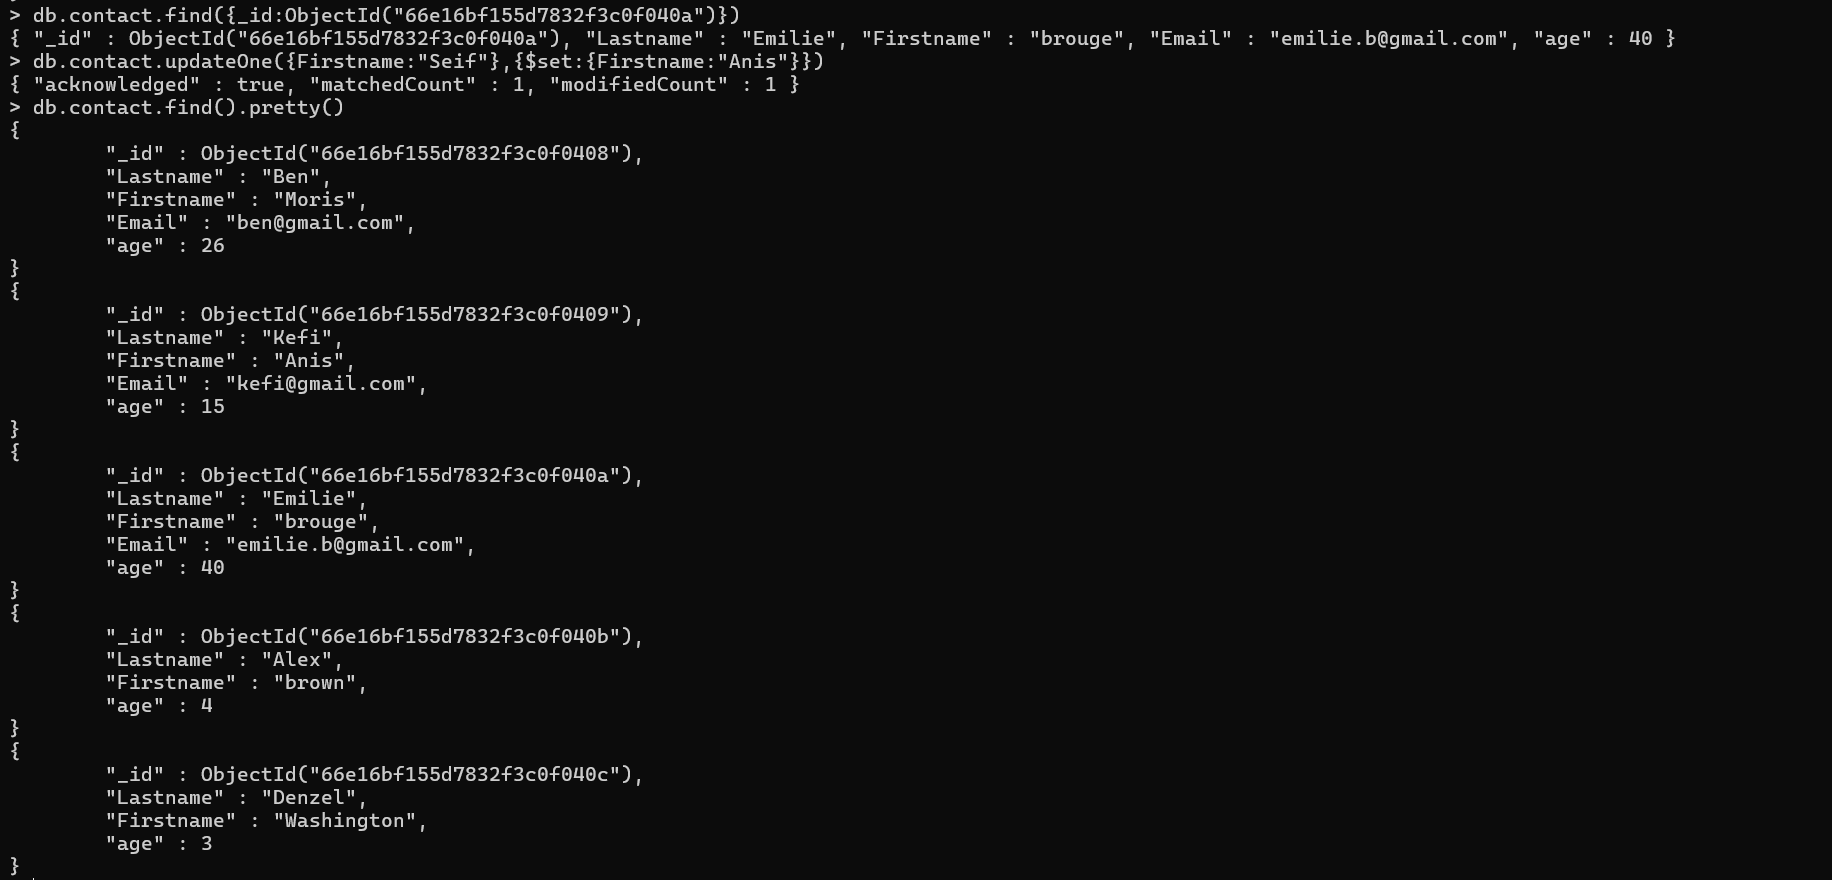 > db.contact.find({_id:ObjectId("66e16bf155d7832f3c0f040a")})
{ "_id" : ObjectId("66e16bf155d7832f3c0f040a"), "Lastname" : "Emilie", "Firstname" : "brouge", "Email" : "emilie.b@gmail.com", "age" : 40 }
> db.contact.updateOne({Firstname:"Seif"},{$set:{Firstname:"Anis"}})
{ "acknowledged" : true, "matchedCount" : 1, "modifiedCount" : 1 }
> db.contact.find().pretty()
{
"_id" : ObjectId("66e16bf155d7832f3c0f0408"),
"Lastname" : "Ben",
"Firstname" : "Moris",
"Email" : "ben@gmail.com",
"age" : 26
}
{
"_id" : ObjectId("66e16bf155d7832f3c0f0409"),
"Lastname" : "Kefi",
"Firstname" : "Anis",
"Email" : "kefi@gmail.com",
"age" : 15
}
{
"_id" : ObjectId("66e16bf155d7832f3c0f040a"),
"Lastname" : "Emilie",
"Firstname" : "brouge",
"Email" : "emilie.b@gmail.com",
"age" : 40
}
{
"_id" : ObjectId("66e16bf155d7832f3c0f040b"),
"Lastname" : "Alex",
"Firstname" : "brown",
"age" : 4
}
{
"_id" : ObjectId("66e16bf155d7832f3c0f040c"),
"Lastname" : "Denzel",
"Firstname" : "Washington",
"age" : 3
}